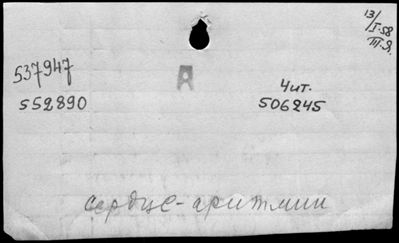 13/I-58
Т.Я.
537947
А
Чит.
552890
506245
сердце - аритмии